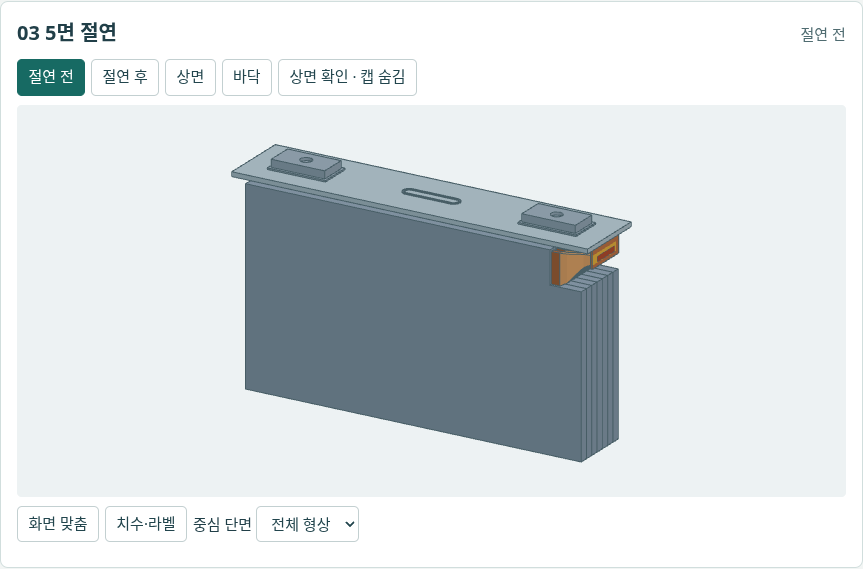 03 5면 절연
절연 전
절연 전 절연 후 상면 바닥 상면 확인 · 캡 숨김
화면 맞춤 치수·라벨 중심 단면 전체 형상